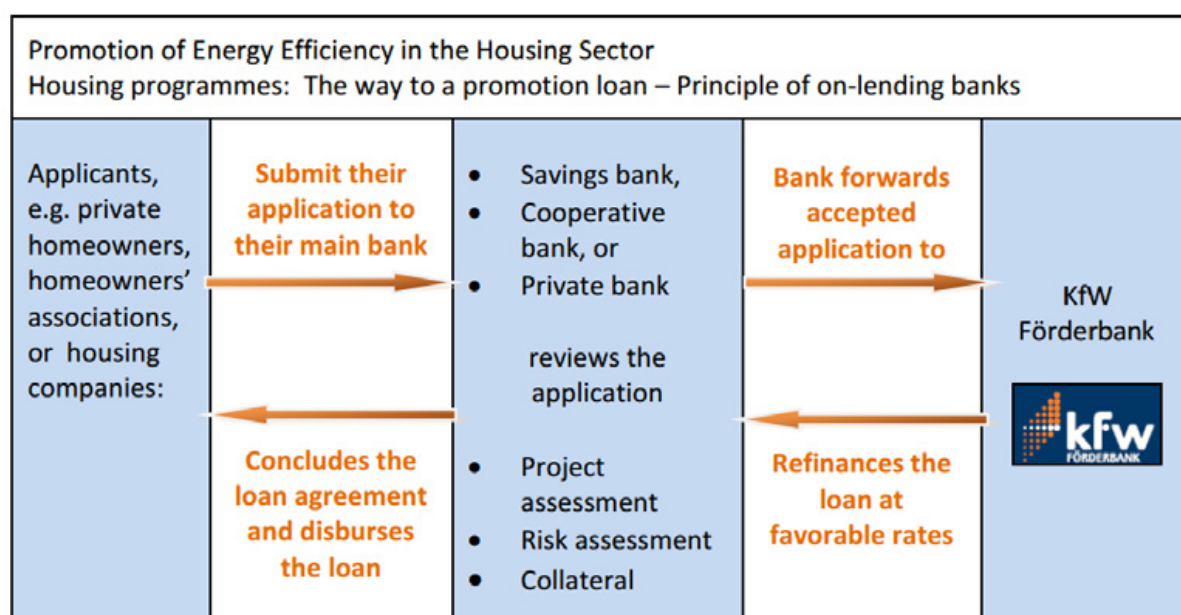 Promotion of Energy Efficiency in the Housing Sector
Housing programmes:  The way to a promotion loan – Principle of on-lending banks
Applicants,
e.g. private
homeowners,
homeowners’
associations,
or housing
companies:
Submit their
application to
their main bank
Concludes the
loan agreement
and disburses
the loan
• Savings bank,
• Cooperative
bank, or
• Private bank
reviews the
application
• Project
assessment
• Risk assessment
• Collateral
Bank forwards
accepted
application to
Refinances the
loan at
favorable rates
KfW
Förderbank
kfw
FÖRDERBANK